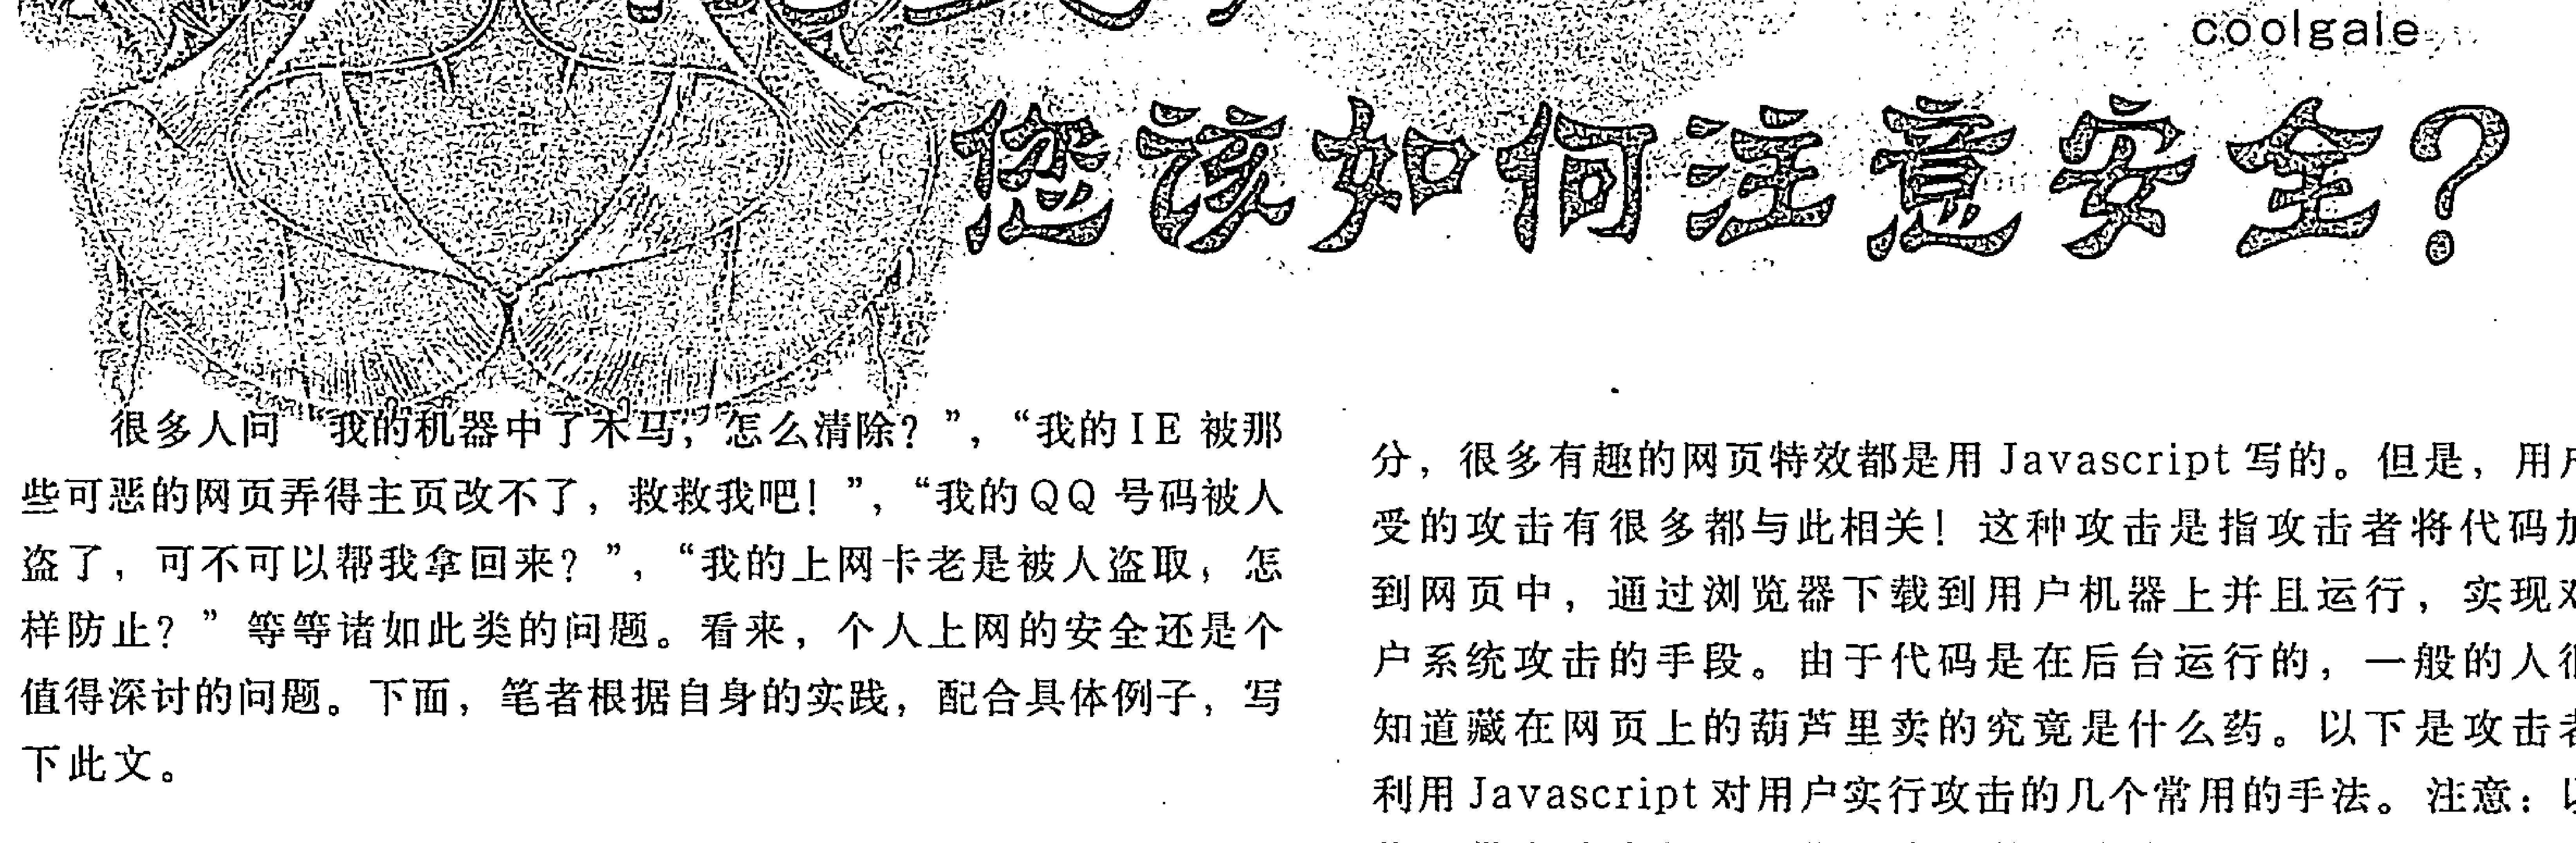 coolgale
您该如何注意安全?
很多人问“我的机器中了木马,怎么清除?”,“我的IE 被那
些可恶的网页弄得主页改不了,救救我吧!”,“我的QQ 号码被人
盗了,可不可以帮我拿回来?”,“我的上网卡老是被人盗取,怎
样防止?”等等诸如此类的问题。看来,个人上网的安全还是个
值得深讨的问题。下面,笔者根据自身的实践,配合具体例子,写
下此文。
分,很多有趣的网页特效都是用Javascript写的。但是,用户
受的攻击有很多都与此相关!这种攻击是指攻击者将代码加
到网页中,通过浏览器下载到用户机器上并且运行,实现对
户系统攻击的手段。由于代码是在后台运行的,一般的人很
知道藏在网页上的葫芦里卖的究竟是什么药。以下是攻击者
利用Javascript对用户实行攻击的几个常用的手法。注意:以